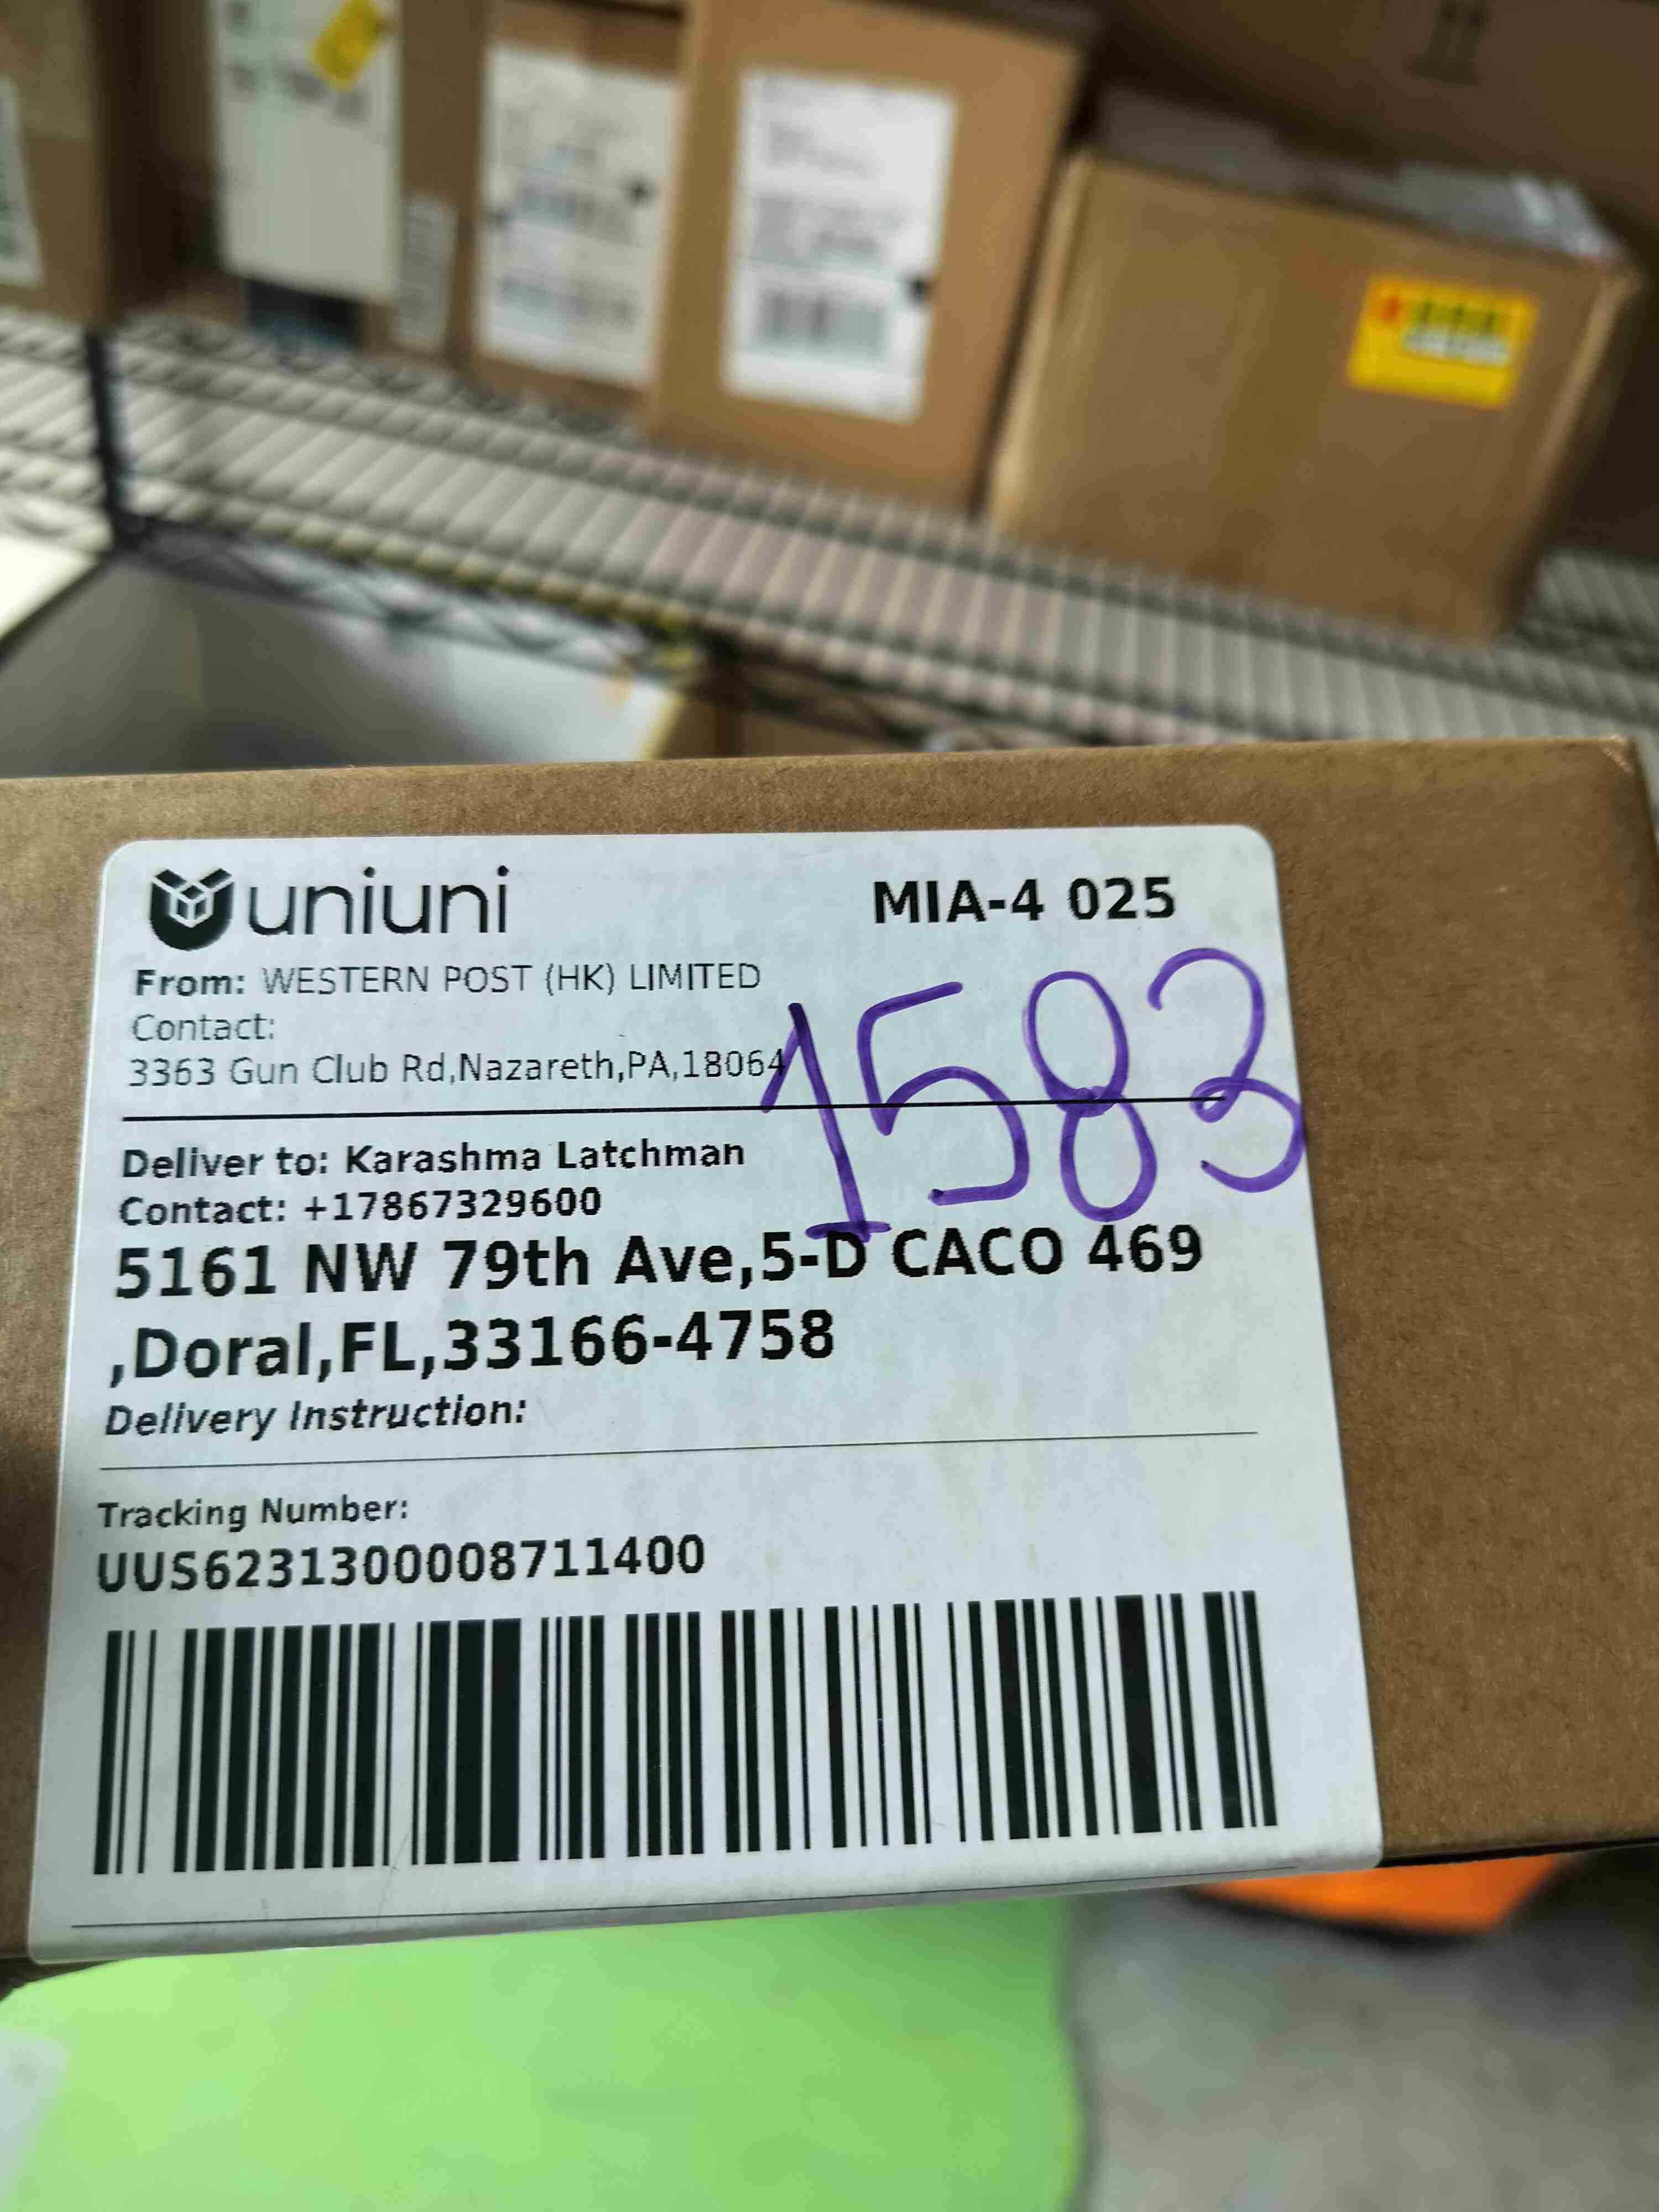 uniuni
MIA-4 025
From: WESTERN POST (HK) LIMITED
Contact:
3363 Gun Club Rd,Nazareth,PA,18064
1583
Deliver to: Karashma Latchman
Contact: +17867329600
5161 NW 79th Ave,5-D CACO 469
,Doral,FL,33166-4758
Delivery Instruction:
Tracking Number:
UUS6231300008711400